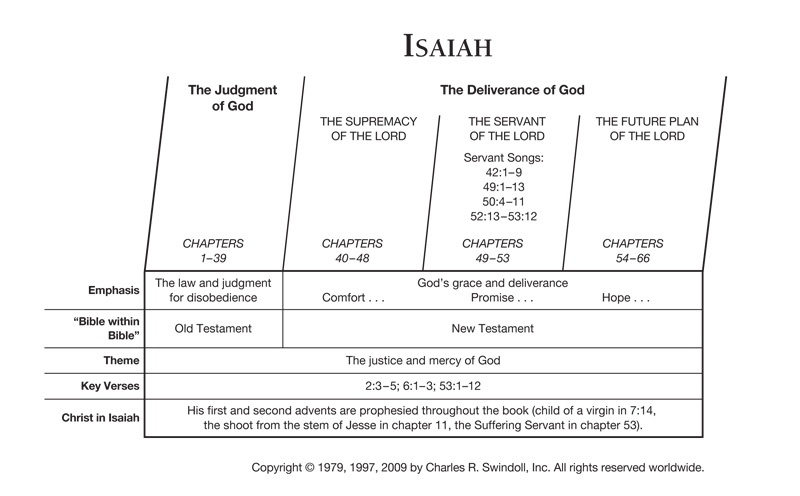 ISAIAH
The Judgment
of God
The Deliverance of God
THE SUPREMACY
OF THE LORD
THE SERVANT
OF THE LORD
Servant Songs:
42:1–9
49:1–13
50:4–11
52:13–53:12
THE FUTURE PLAN
OF THE LORD
CHAPTERS
1–39
CHAPTERS
40–48
CHAPTERS
49–53
CHAPTERS
54–66
Emphasis
The law and judgment
for disobedience
God's grace and deliverance
Comfort . . . Promise . . . Hope . . .
“Bible within
Bible”
Old Testament
New Testament
Theme
The justice and mercy of God
Key Verses
2:3–5; 6:1–3; 53:1–12
Christ in Isaiah
His first and second advents are prophesied throughout the book (child of a virgin in 7:14,
the shoot from the stem of Jesse in chapter 11, the Suffering Servant in chapter 53).
Copyright © 1979, 1997, 2009 by Charles R. Swindoll, Inc. All rights reserved worldwide.